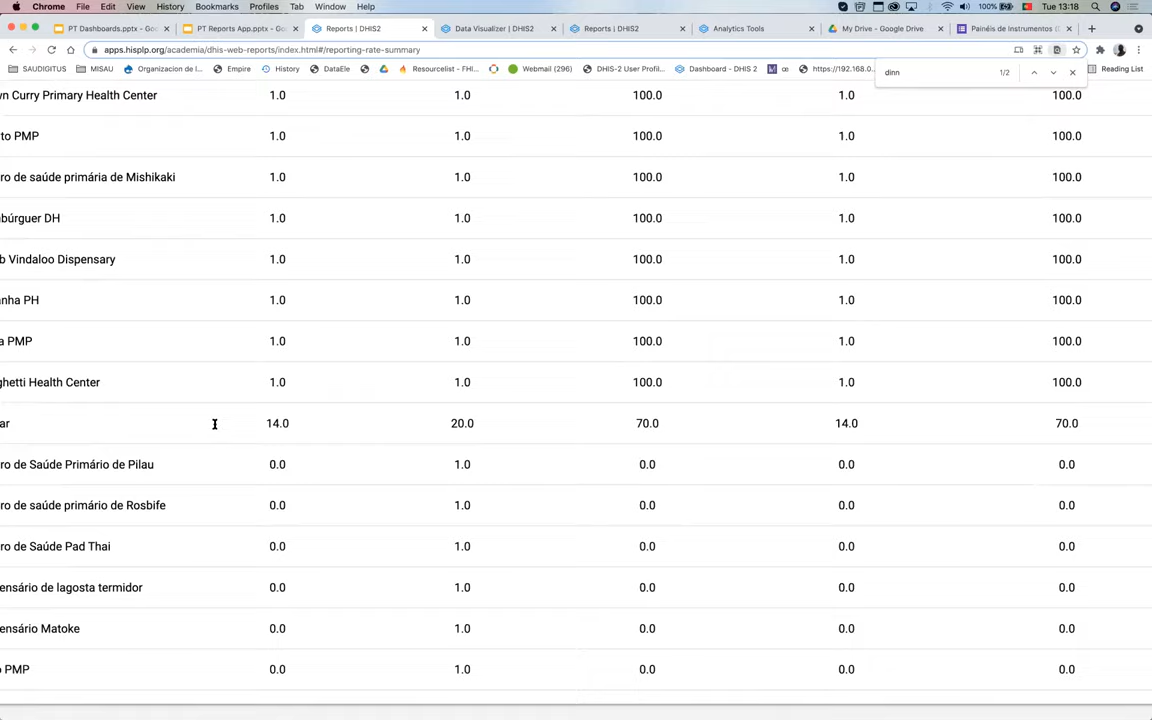 Chrome File Edit View History Bookmarks Profiles Tab Window Help 100% Tue 13:18
PT Dashboards.pptx - Goo PT Reports App.pptx - Goo Reports | DHIS2 Data Visualizer | DHIS2 Reports | DHIS2 Analytics Tools My Drive - Google Drive Painéis de Instrumentos (1
apps.hisplp.org/academia/dhis-web-reports/index.html#/reporting-rate-summary
SAUDIGITUS MISAU Organizacion de I... Empire History DataEle Resourcelist - FHI... Webmail (296) DHIS-2 User Profil... Dashboard - DHIS 2 https://192.168.0. Reading List
dinn 1/2
n Curry Primary Health Center 1.0 1.0 100.0 1.0 100.0
to PMP 1.0 1.0 100.0 1.0 100.0
ro de saúde primária de Mishikaki 1.0 1.0 100.0 1.0 100.0
búrguer DH 1.0 1.0 100.0 1.0 100.0
b Vindaloo Dispensary 1.0 1.0 100.0 1.0 100.0
anha PH 1.0 1.0 100.0 1.0 100.0
a PMP 1.0 1.0 100.0 1.0 100.0
ghetti Health Center 1.0 1.0 100.0 1.0 100.0
ar 14.0 20.0 70.0 14.0 70.0
ro de Saúde Primário de Pilau 0.0 1.0 0.0 0.0 0.0
ro de saúde primário de Rosbife 0.0 1.0 0.0 0.0 0.0
ro de Saúde Pad Thai 0.0 1.0 0.0 0.0 0.0
ensário de lagosta termidor 0.0 1.0 0.0 0.0 0.0
ensário Matoke 0.0 1.0 0.0 0.0 0.0
PMP 0.0 1.0 0.0 0.0 0.0